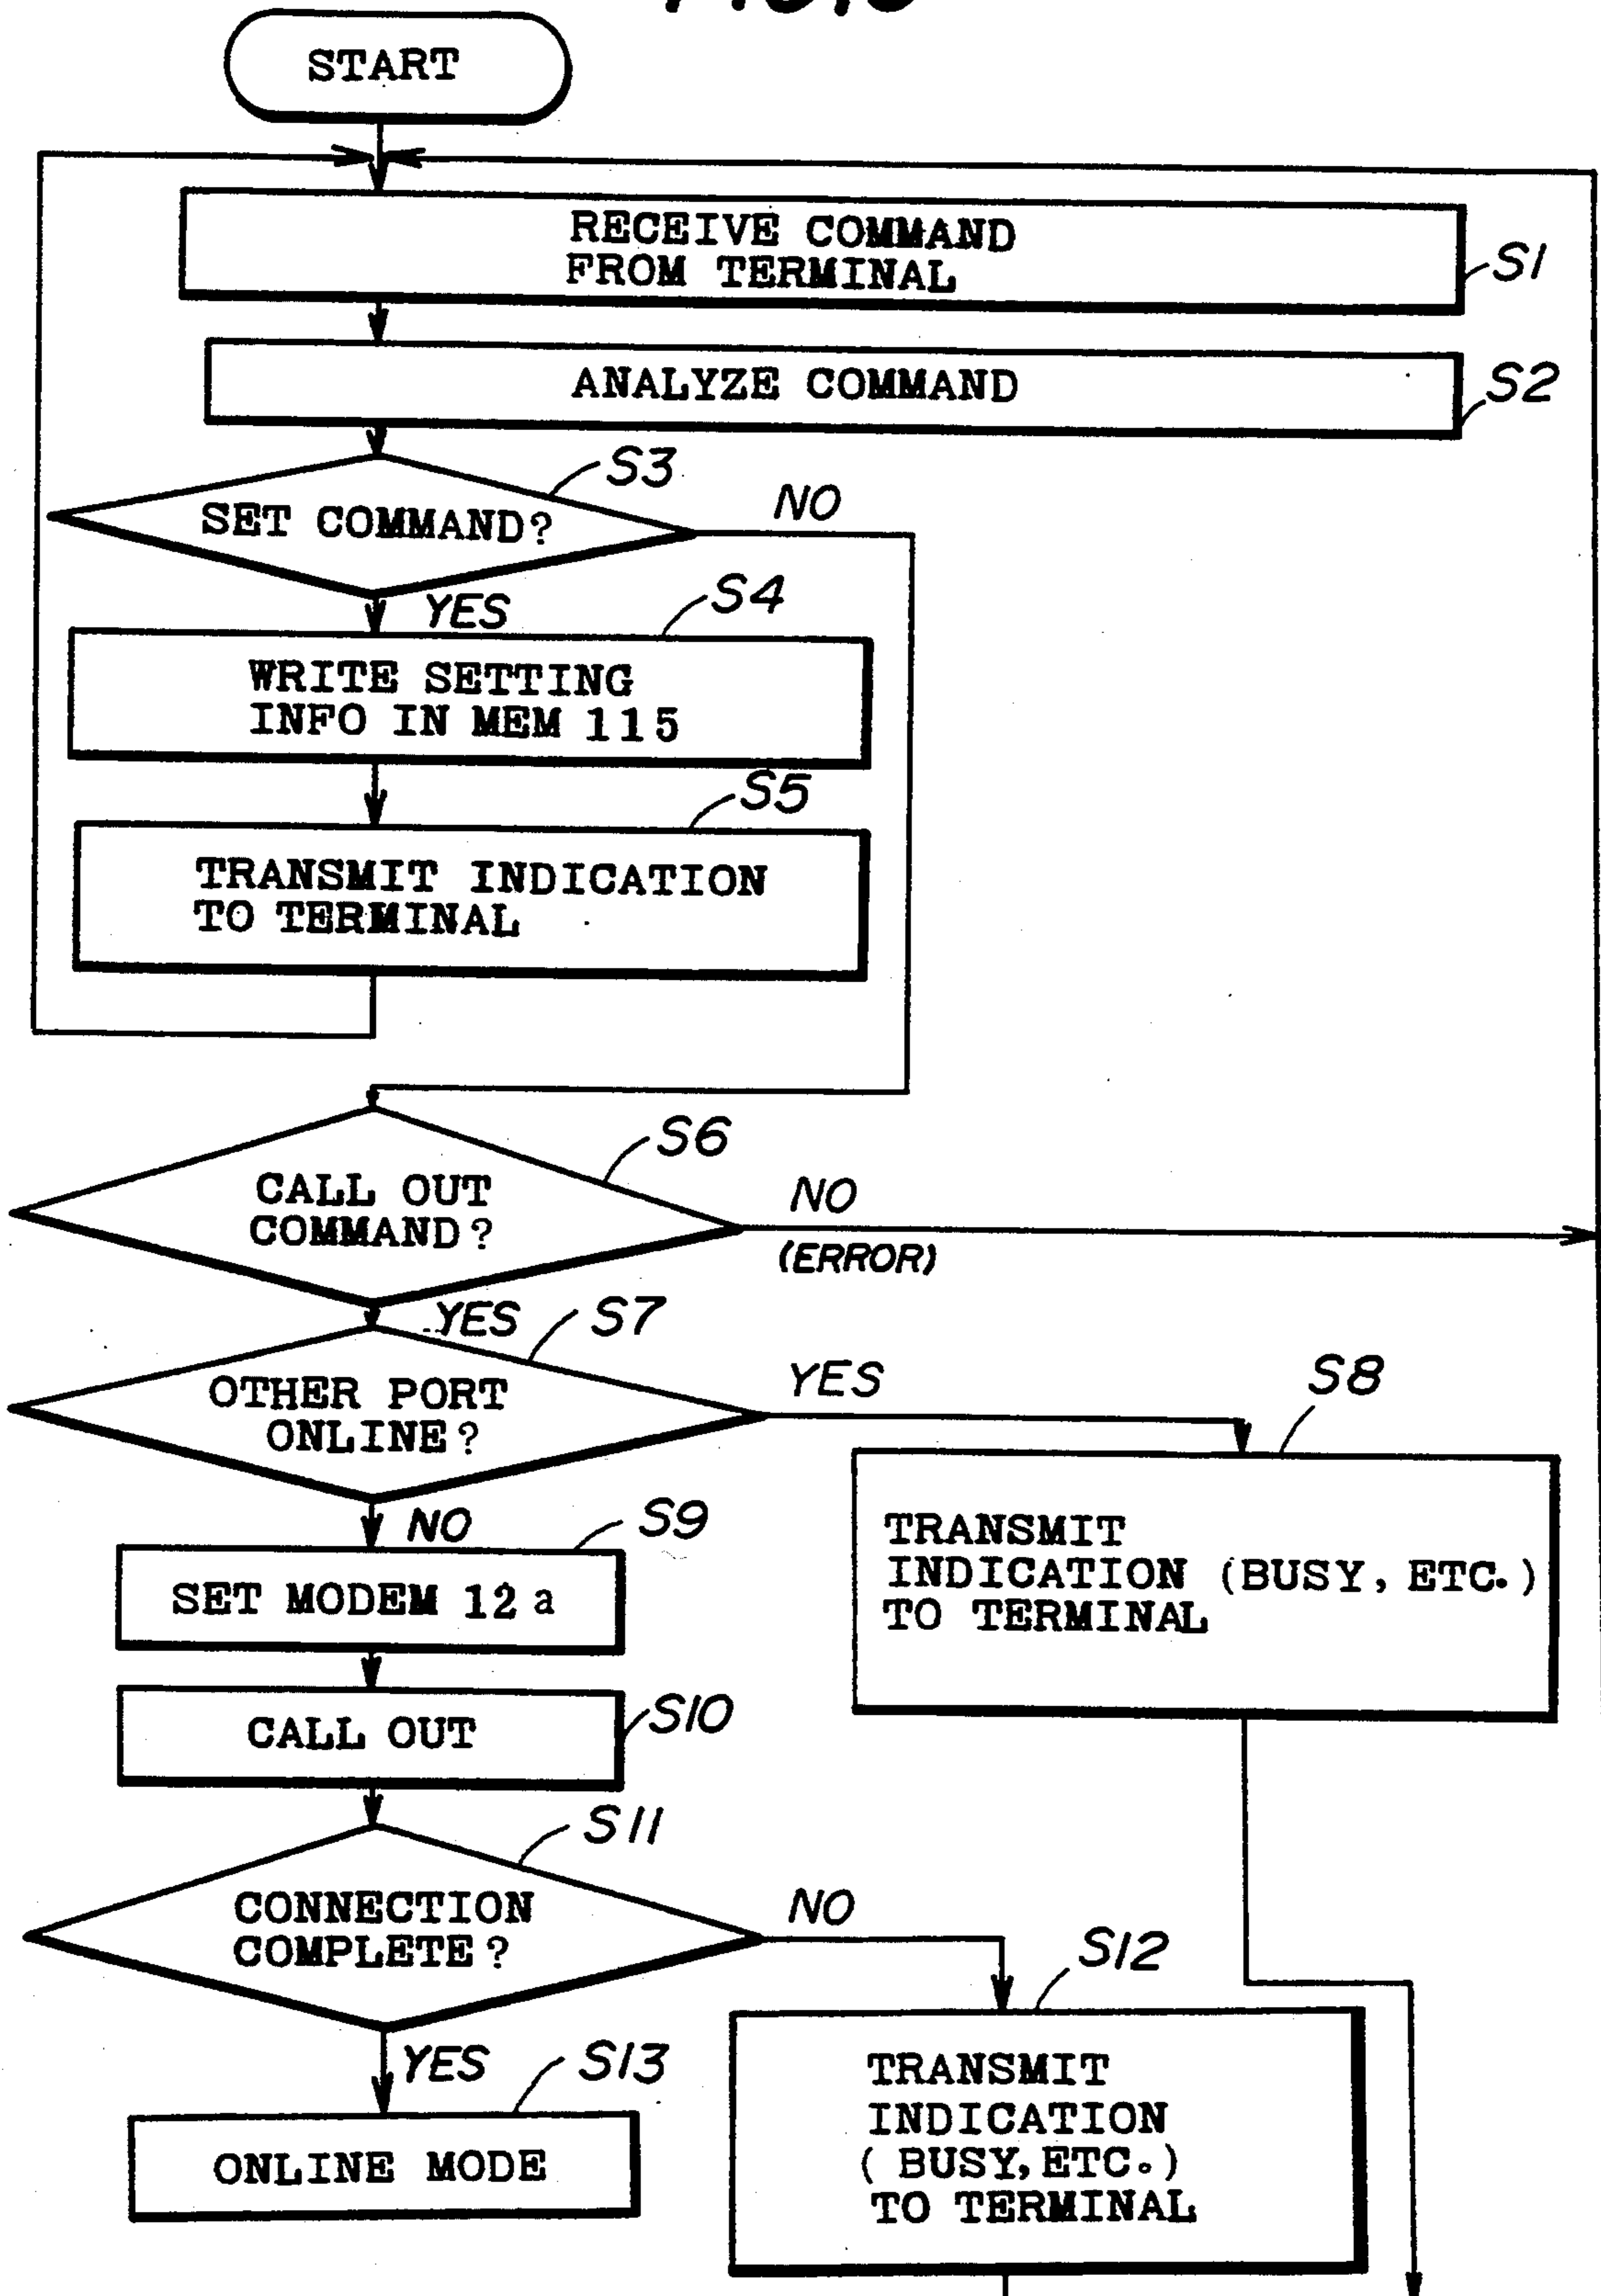 START
RECEIVE COMMAND
FROM TERMINAL
S1
ANALYZE COMMAND
S2
S3
SET COMMAND?
NO
YES
S4
WRITE SETTING
INFO IN MEM 115
S5
TRANSMIT INDICATION
TO TERMINAL
S6
CALL OUT
COMMAND?
NO
(ERROR)
YES
S7
OTHER PORT
ONLINE?
YES
S8
TRANSMIT
INDICATION (BUSY, ETC.)
TO TERMINAL
NO
S9
SET MODEM 12a
CALL OUT
S10
S11
CONNECTION
COMPLETE?
NO
S12
TRANSMIT
INDICATION
(BUSY, ETC.)
TO TERMINAL
YES
S13
ONLINE MODE